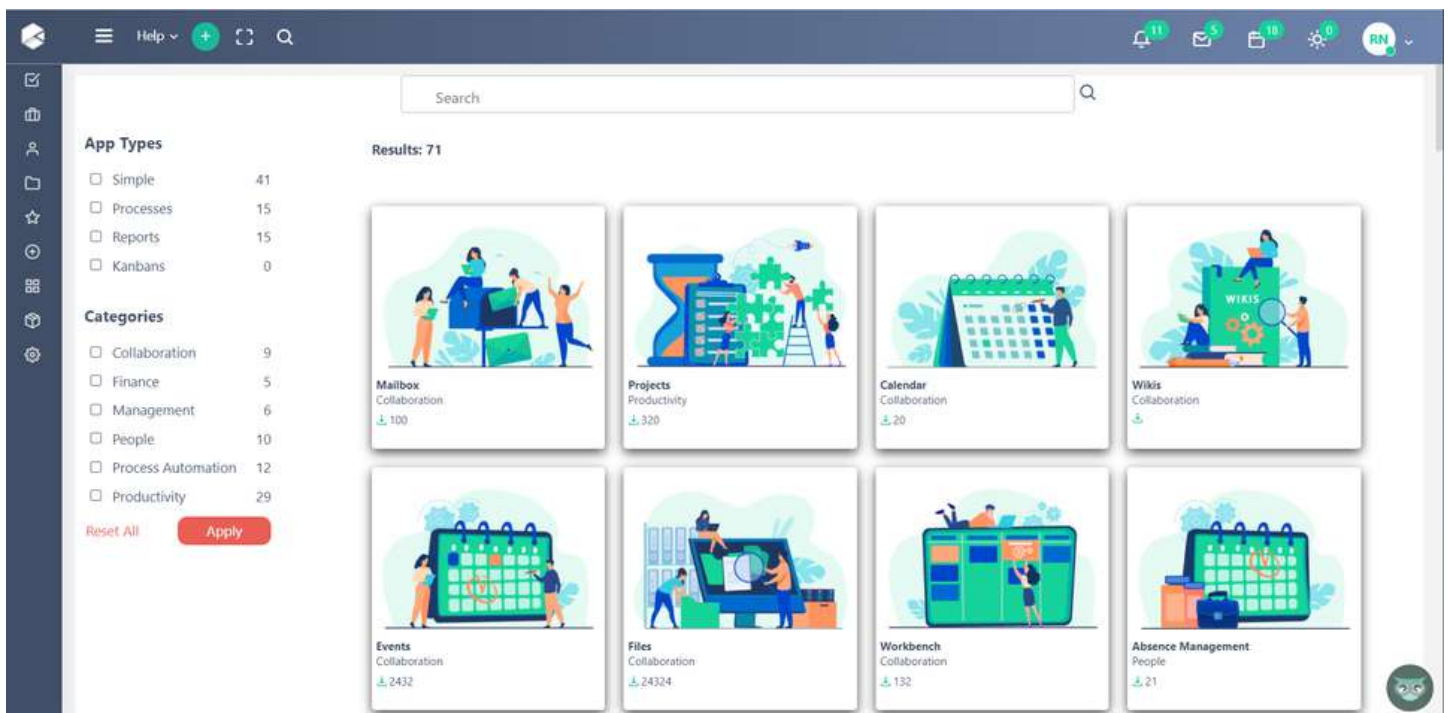 Help
11
5
18
0
RN
Search
App Types
Simple 41
Processes 15
Reports 15
Kanbans 0
Categories
Collaboration 9
Finance 5
Management 6
People 10
Process Automation 12
Productivity 29
Reset All Apply
Results: 71
Mailbox
Collaboration
100
Projects
Productivity
320
Calendar
Collaboration
20
WIKIS
Wikis
Collaboration
Events
Collaboration
2432
Files
Collaboration
24324
Workbench
Collaboration
132
Absence Management
People
21